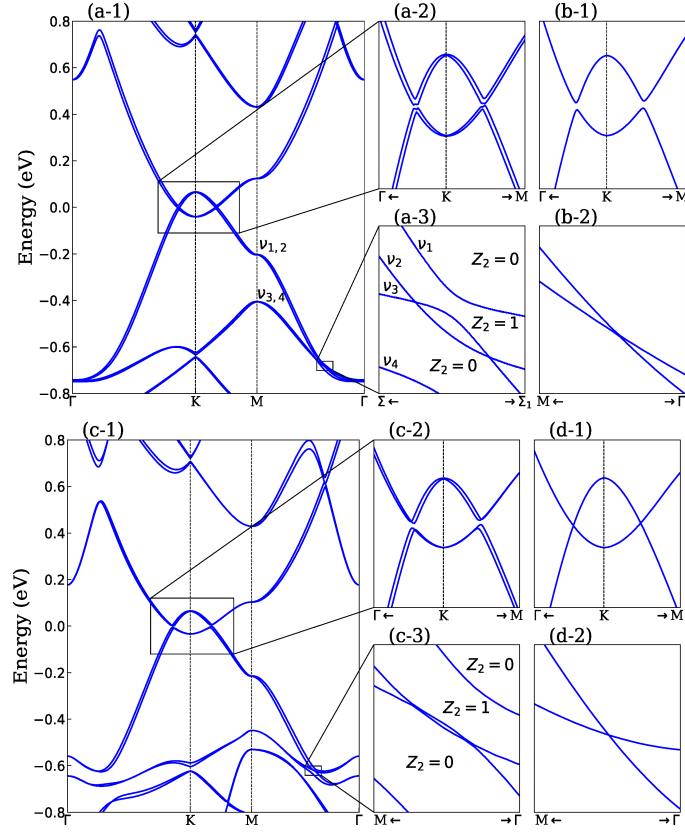 (a-1)
(a-2)
(b-1)
0.8
0.6
0.4
0.2
0.0
−0.2
−0.4
−0.6
−0.8
Energy (eV)
ν1,2
ν3,4
Γ K M Γ
Γ ← K → M
Γ ← K → M
(a-3)
(b-2)
ν1
ν2
ν3
ν4
Z2 = 0
Z2 = 1
Z2 = 0
Σ ← → Σ1
M ← → Γ
(c-1)
(c-2)
(d-1)
0.8
0.6
0.4
0.2
0.0
−0.2
−0.4
−0.6
−0.8
Energy (eV)
Γ K M Γ
Γ ← K → M
Γ ← K → M
(c-3)
(d-2)
Z2 = 0
Z2 = 1
Z2 = 0
M ← → Γ
M ← → Γ